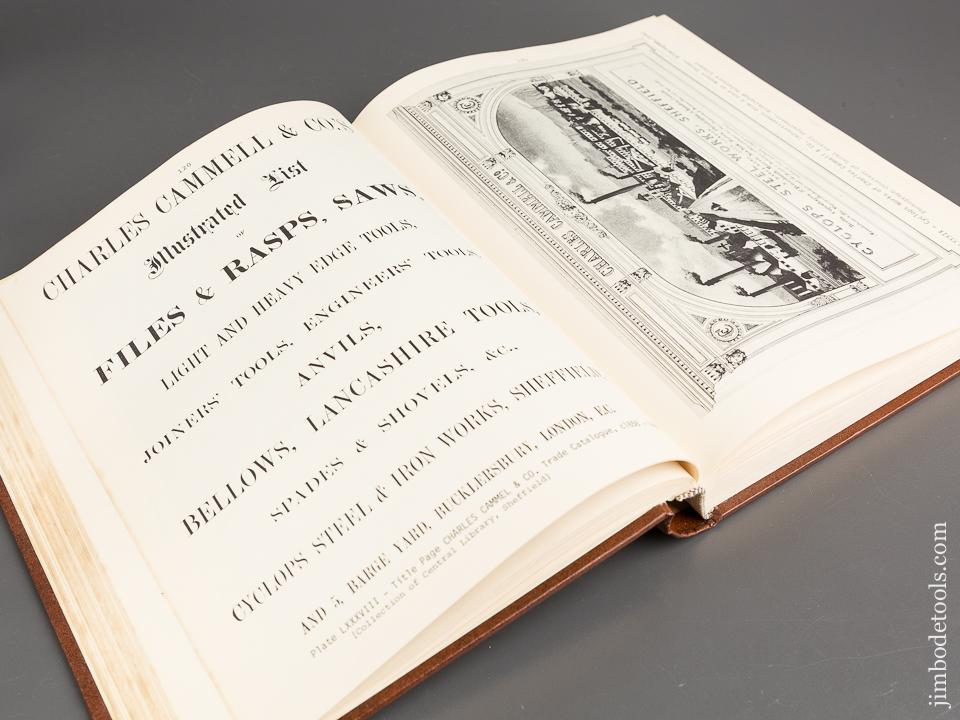 120
CHARLES CAMMELL & CO'S
Illustrated List
OF
FILES & RASPS, SAWS,
LIGHT AND HEAVY EDGE TOOLS,
JOINERS' TOOLS, ENGINEERS' TOOLS,
ANVILS,
BELLOWS, LANCASHIRE TOOLS,
SPADES & SHOVELS, &c.,
CYCLOPS STEEL & IRON WORKS, SHEFFIELD
AND 5, BARGE YARD, BUCKLERSBURY, LONDON, E.C.
Plate LXXXVIII - Title Page CHARLES CAMMEL & CO. Trade Catalogue,
(Collection of Central Library, Sheffield)
CHARLES CAMMELL & Co
CYCLOPS STEEL WORKS SHEFFIELD
jimbodetools.com